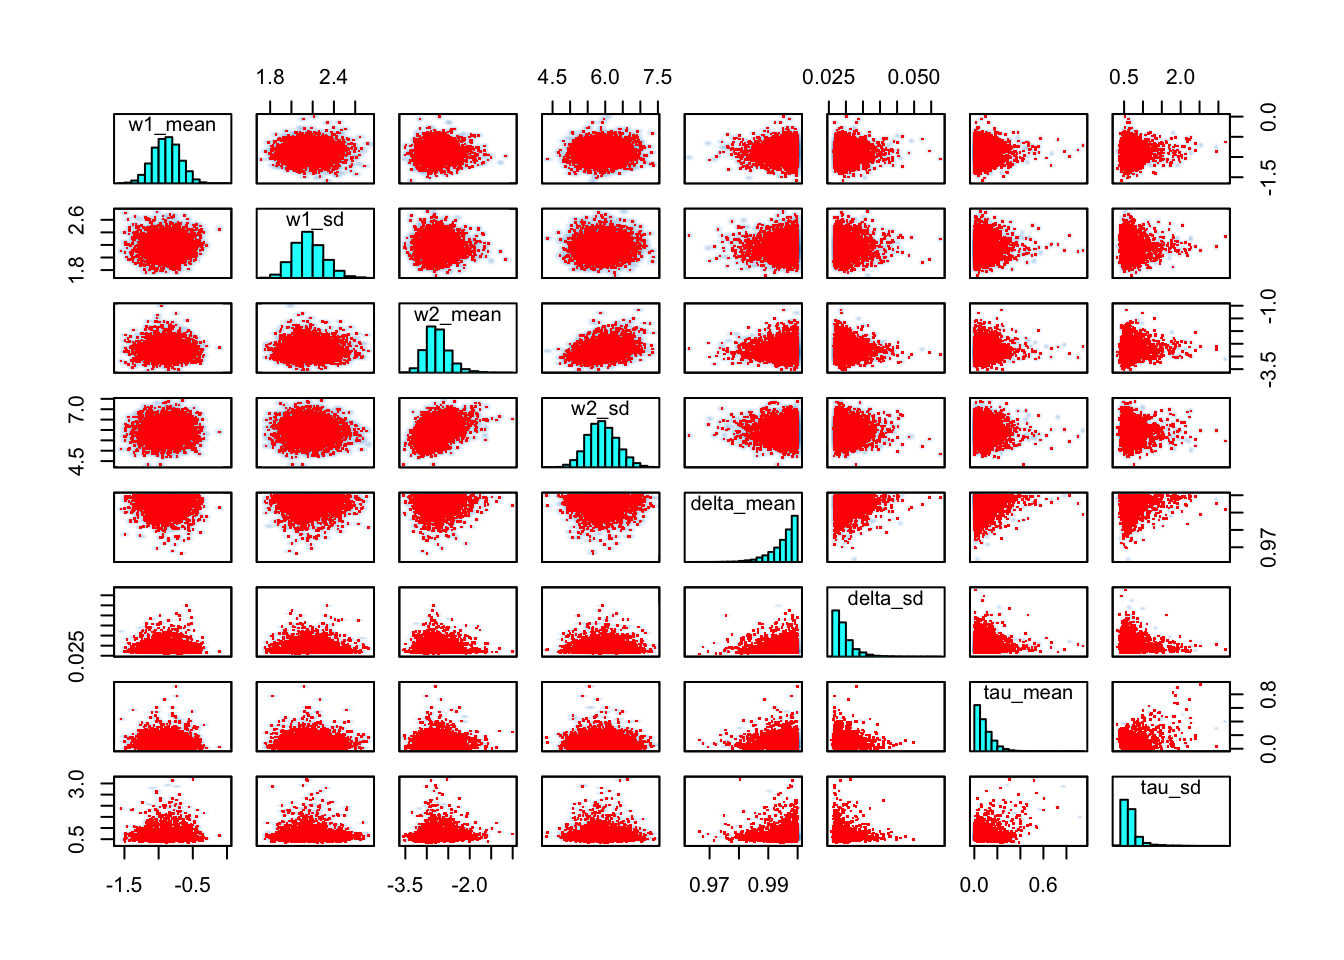 1.8 2.4 4.5 6.0 7.5 0.025 0.050 0.5 2.0
w1_mean 0.0 -1.5
2.6 1.8 w1_sd
w2_mean -1.0 -3.5
7.0 4.5 w2_sd
delta_mean 0.97
0.025 delta_sd
tau_mean 0.8 0.0
3.0 0.5 tau_sd
-1.5 -0.5 -3.5 -2.0 0.97 0.99 0.0 0.6